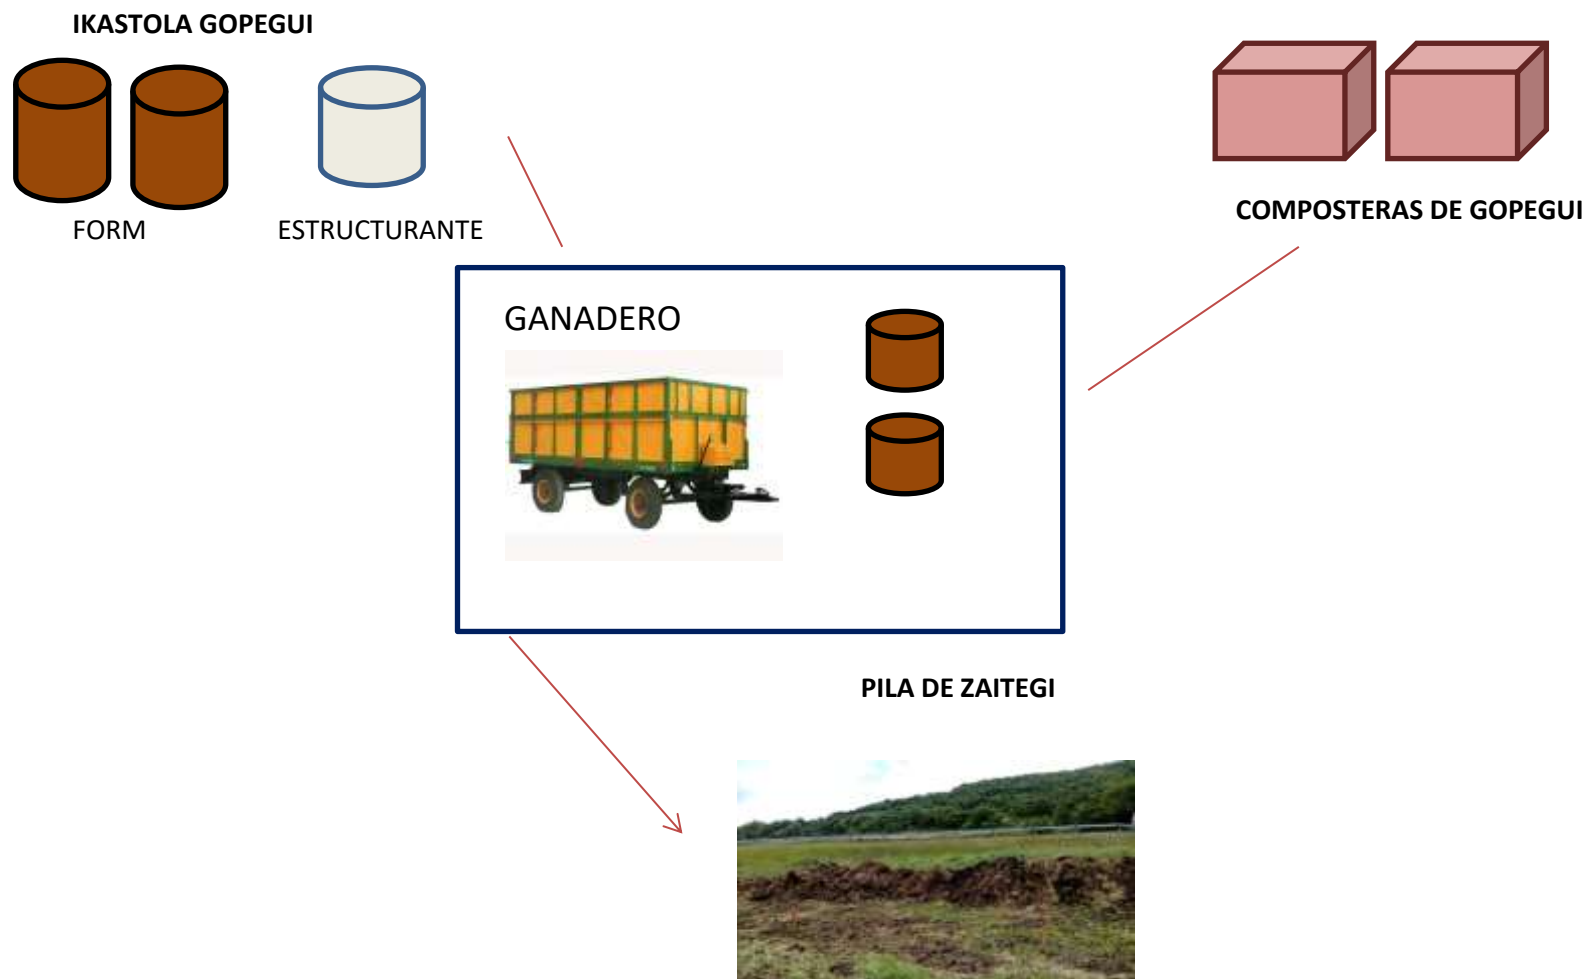 IKASTOLA GOPEGUI
FORM
ESTRUCTURANTE
COMPOSTERAS DE GOPEGUI
GANADERO
PILA DE ZAITEGI